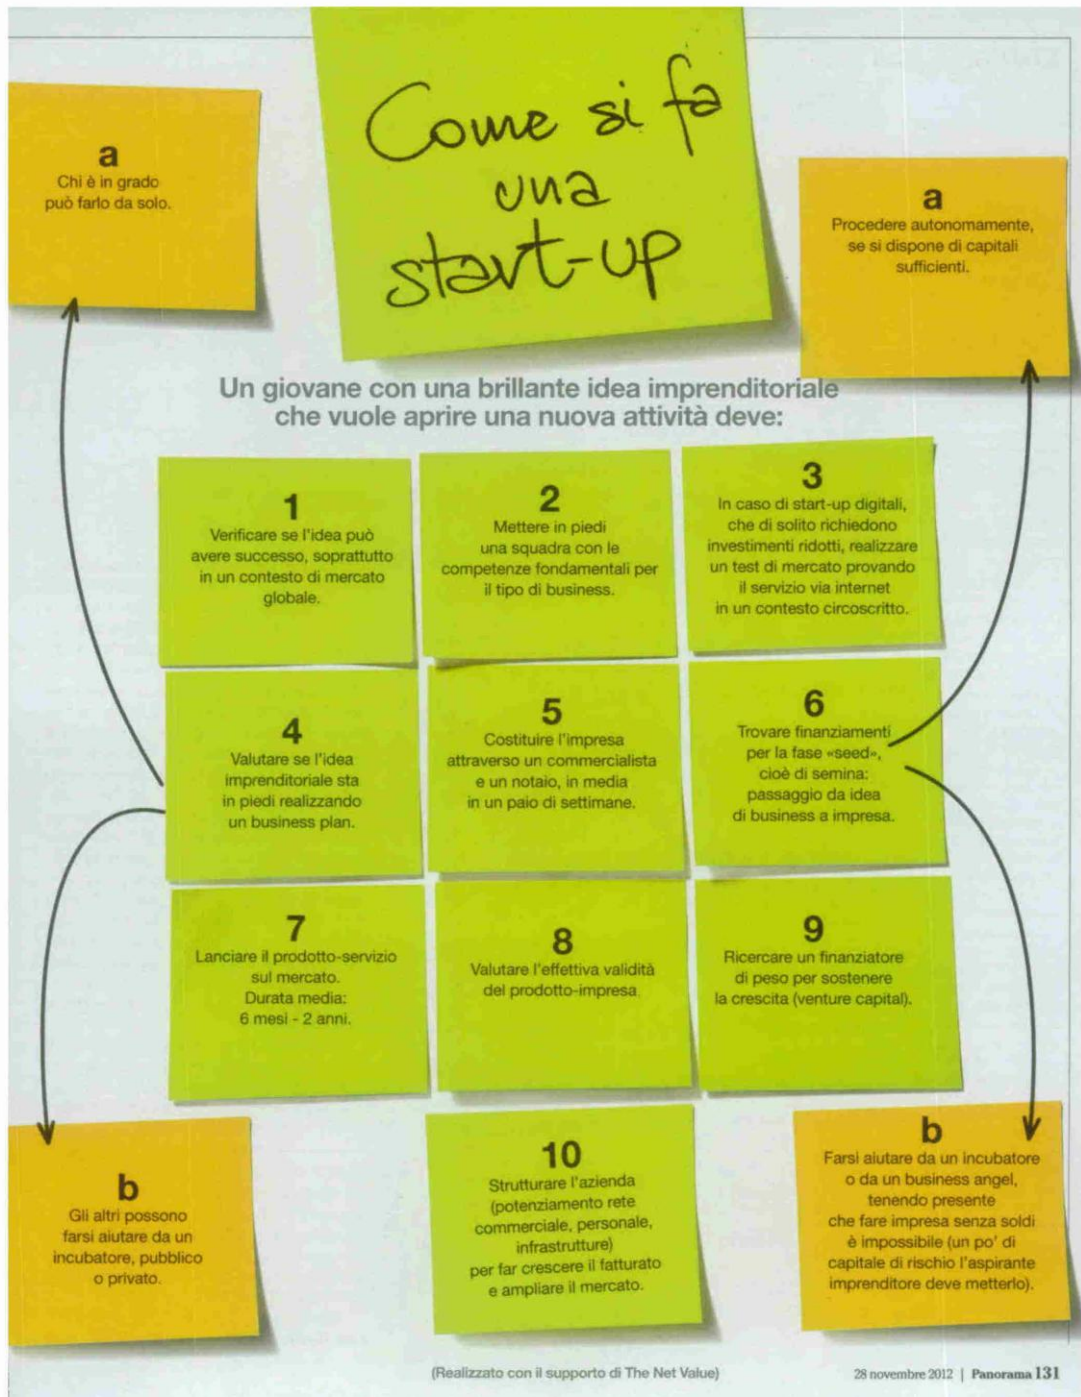 Come si fa
una
start-up
a
Chi è in grado
può farlo da solo.
a
Procedere autonomamente,
se si dispone di capitali
sufficienti.
Un giovane con una brillante idea imprenditoriale
che vuole aprire una nuova attività deve:
1
Verificare se l'idea può
avere successo, soprattutto
in un contesto di mercato
globale.
2
Mettere in piedi
una squadra con le
competenze fondamentali per
il tipo di business.
3
In caso di start-up digitali,
che di solito richiedono
investimenti ridotti, realizzare
un test di mercato provando
il servizio via internet
in un contesto circoscritto.
4
Valutare se l'idea
imprenditoriale sta
in piedi realizzando
un business plan.
5
Costituire l'impresa
attraverso un commercialista
e un notaio, in media
in un paio di settimane.
6
Trovare finanziamenti
per la fase «seed»,
cioè di semina:
passaggio da idea
di business a impresa.
7
Lanciare il prodotto-servizio
sul mercato.
Durata media:
6 mesi - 2 anni.
8
Valutare l'effettiva validità
del prodotto-impresa
9
Ricercare un finanziatore
di peso per sostenere
la crescita (venture capital).
b
Gli altri possono
farsi aiutare da un
incubatore, pubblico
o privato.
10
Strutturare l'azienda
(potenziamento rete
commerciale, personale,
infrastrutture)
per far crescere il fatturato
e ampliare il mercato.
b
Farsi aiutare da un incubatore
o da un business angel,
tenendo presente
che fare impresa senza soldi
è impossibile (un po' di
capitale di rischio l'aspirante
imprenditore deve metterlo).
(Realizzato con il supporto di The Net Value)
28 novembre 2012 | Panorama 131